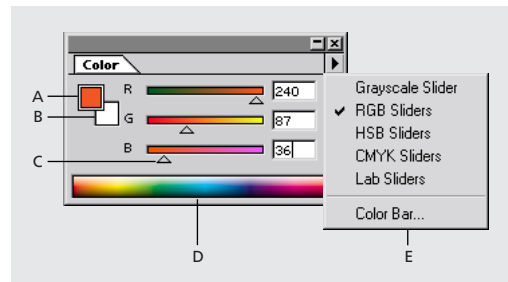 Color
A
R
240
B
G
87
C
B
36
Grayscale Slider
RGB Sliders
HSB Sliders
CMYK Sliders
Lab Sliders
Color Bar...
D
E